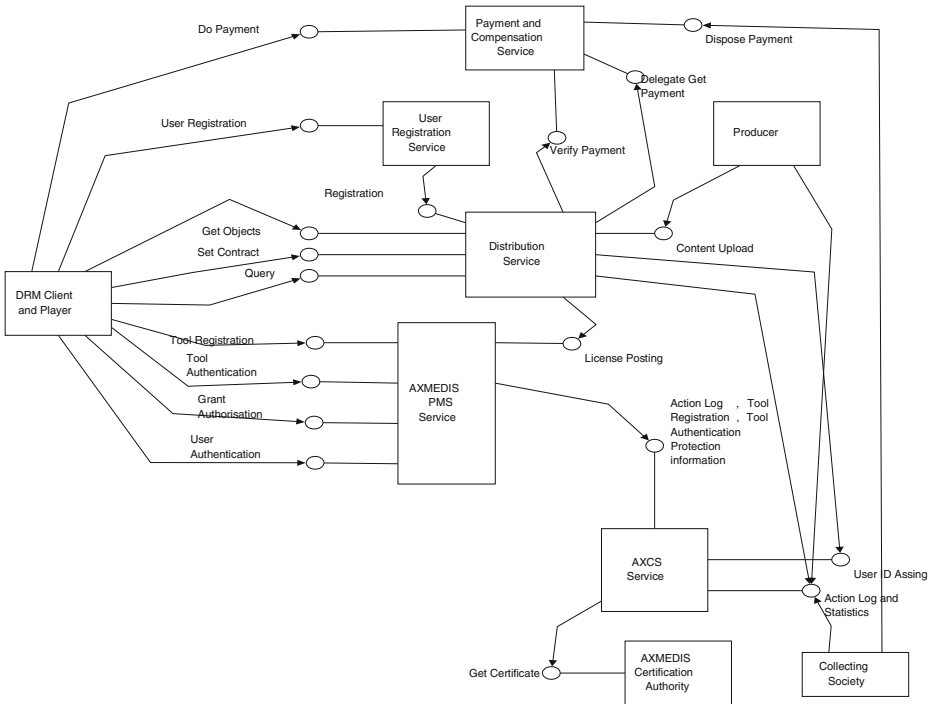 Do Payment
Payment and
Compensation
Service
Dispose Payment
Delegate Get
Payment
User Registration
User
Registration
Service
Verify Payment
Producer
Registration
Get Objects
Set Contract
Query
Distribution
Service
Content Upload
DRM Client
and Player
Tool Registration
Tool
Authentication
Grant
Authorisation
User
Authentication
AXMEDIS
PMS
Service
License Posting
Action Log , Tool
Registration , Tool
Authentication
Protection
information
AXCS
Service
User ID Assing
Action Log and
Statistics
Get Certificate
AXMEDIS
Certification
Authority
Collecting
Society